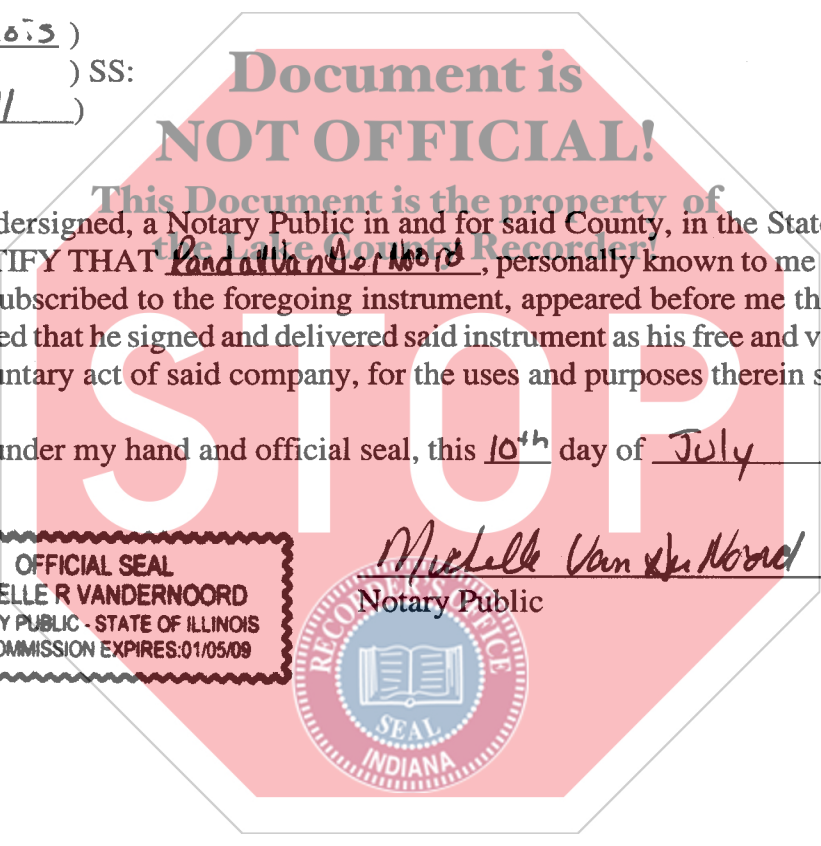 ois )
) SS:
)
Document is
NOT OFFICIAL!
This Document is the property of
the Lake County Recorder!
dersigned, a Notary Public in and for said County, in the State
TIFY THAT Randall VanDerNoord, personally known to me
ubscribed to the foregoing instrument, appeared before me th
ed that he signed and delivered said instrument as his free and v
untary act of said company, for the uses and purposes therein s
under my hand and official seal, this 10th day of July
STOP
Michelle Van Der Noord
Notary Public
OFFICIAL SEAL
ELLE R VANDERNOORD
Y PUBLIC - STATE OF ILLINOIS
OMMISSION EXPIRES:01/05/09
RECORDER'S OFFICE
SEAL
INDIANA